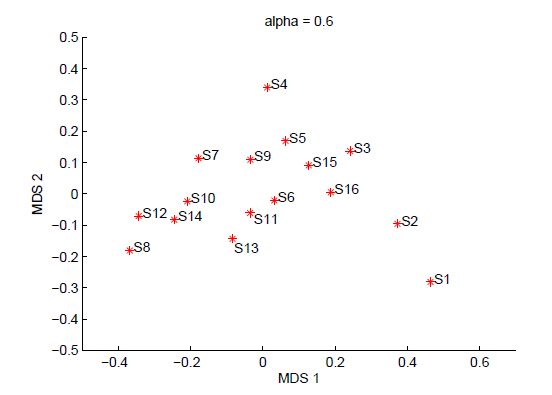 alpha = 0.6
0.5
0.4
0.3
0.2
0.1
0
−0.1
−0.2
−0.3
−0.4
−0.5
MDS 2
S4
S5
S3
S7
S9
S15
S16
S10
S6
S12
S14
S11
S2
S8
S13
S1
−0.4
−0.2
0
0.2
0.4
0.6
MDS 1